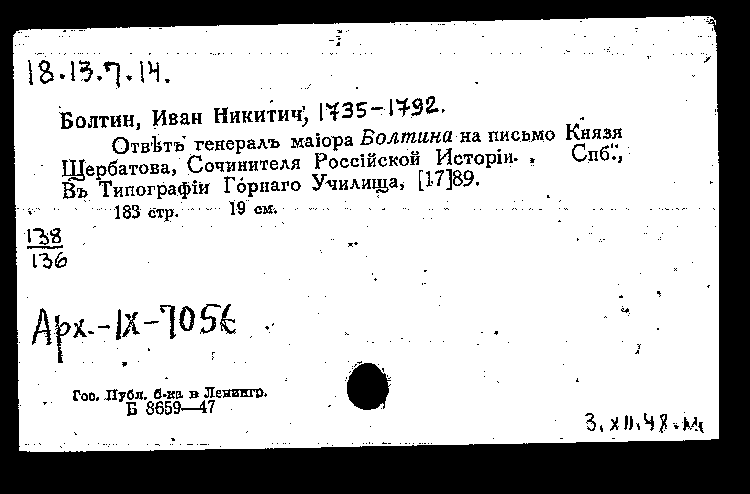 18.13.7.14.
Болтин, Иван Никитич, 1735-1792.
Отвѣтъ генералъ маіора Болтина на письмо Князя
Щербатова, Сочинителя Россійской Исторіи. Спб.,
Въ Типографіи Горнаго Училища, [17]89.
183 стр. 19 см.
138
136
Арх.-IX-7056
Гос. Публ. б-ка в Ленингр.
Б 8659—47
3.XII.48.